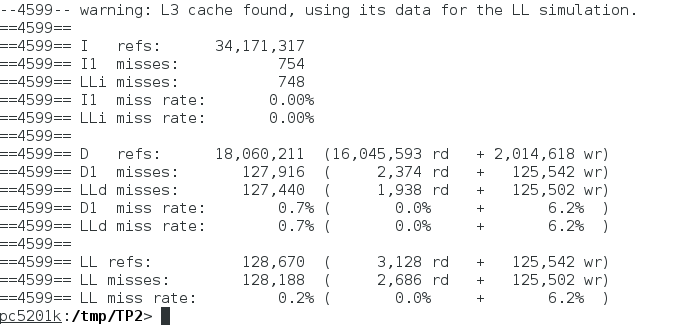 --4599-- warning: L3 cache found, using its data for the LL simulation.
==4599==
==4599== I   refs:      34,171,317
==4599== I1  misses:           754
==4599== LLi misses:           748
==4599== I1  miss rate:       0.00%
==4599== LLi miss rate:       0.00%
==4599==
==4599== D   refs:      18,060,211  (16,045,593 rd   + 2,014,618 wr)
==4599== D1  misses:       127,916  (     2,374 rd   +   125,542 wr)
==4599== LLd misses:       127,440  (     1,938 rd   +   125,502 wr)
==4599== D1  miss rate:        0.7% (       0.0%     +       6.2%  )
==4599== LLd miss rate:        0.7% (       0.0%     +       6.2%  )
==4599==
==4599== LL refs:          128,670  (     3,128 rd   +   125,542 wr)
==4599== LL misses:        128,188  (     2,686 rd   +   125,502 wr)
==4599== LL miss rate:         0.2% (       0.0%     +       6.2%  )
pc5201k:/tmp/TP2>